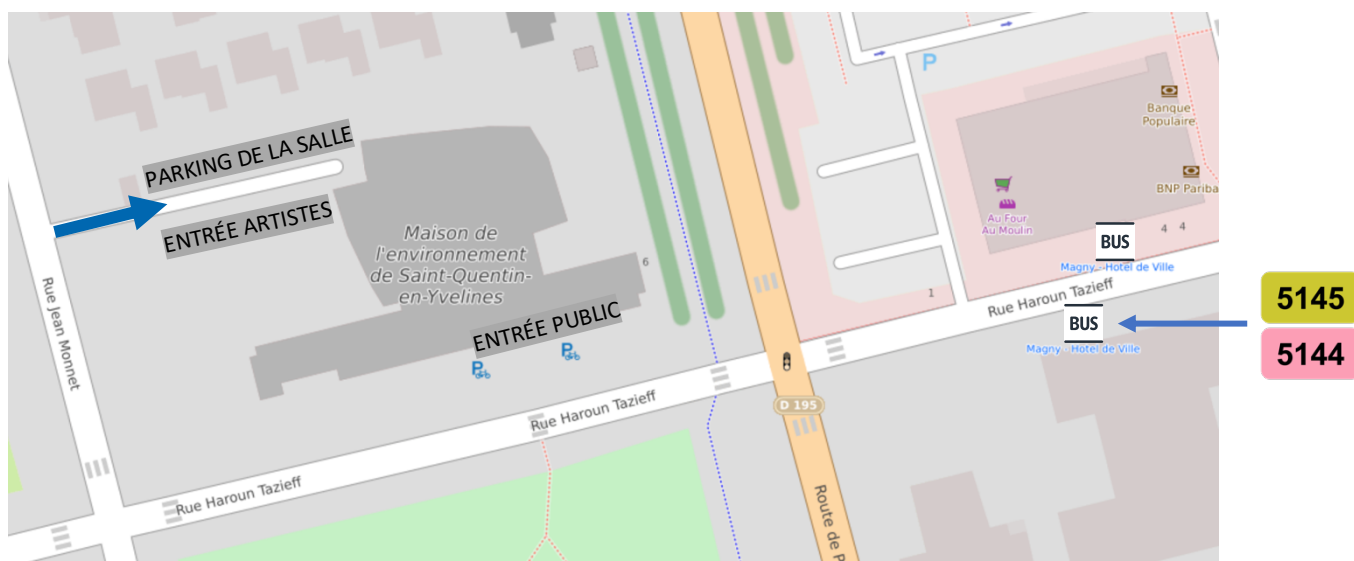 P
Banque
Populaire
BNP Pariba
Au Four
Au Moulin
PARKING DE LA SALLE
ENTRÉE ARTISTES
Maison de
l'environnement
de Saint-Quentin-
en-Yvelines
6
4 4
BUS
Magny - Hôtel de Ville
Rue Haroun Tazieff
1
BUS
Magny - Hôtel de Ville
5145
5144
Rue Jean Monnet
ENTRÉE PUBLIC
P
P
D 195
Rue Haroun Tazieff
Rue Haroun Tazieff
Route de P